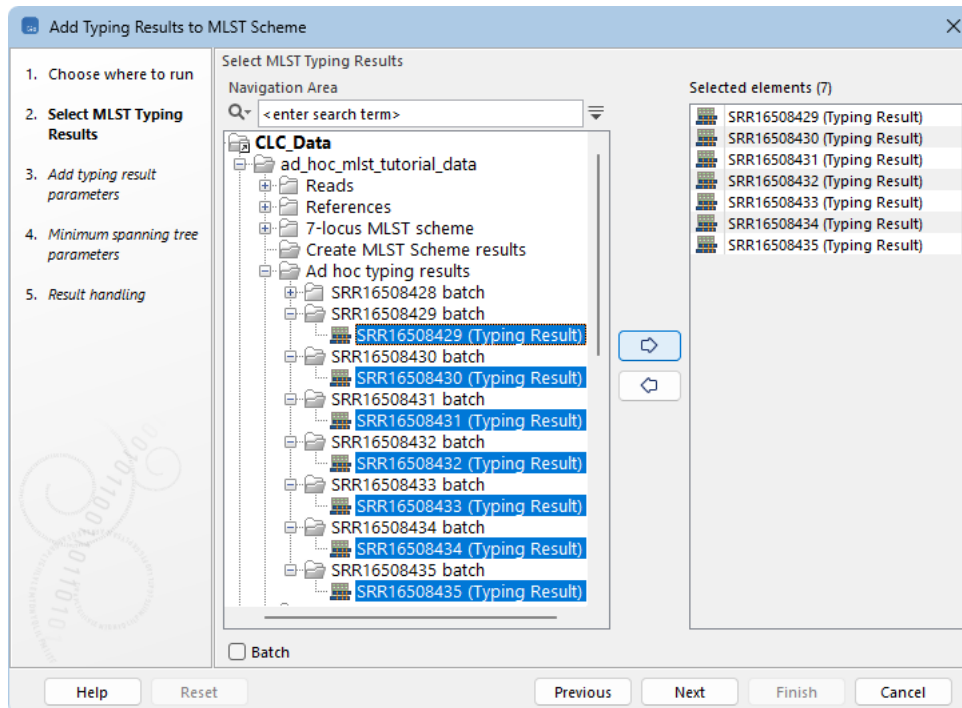 Add Typing Results to MLST Scheme
1. Choose where to run
2. Select MLST Typing
Results
3. Add typing result
parameters
4. Minimum spanning tree
parameters
5. Result handling
Select MLST Typing Results
Navigation Area
<enter search term>
CLC_Data
ad_hoc_mlst_tutorial_data
Reads
References
7-locus MLST scheme
Create MLST Scheme results
Ad hoc typing results
SRR16508428 batch
SRR16508429 batch
SRR16508429 (Typing Result)
SRR16508430 batch
SRR16508430 (Typing Result)
SRR16508431 batch
SRR16508431 (Typing Result)
SRR16508432 batch
SRR16508432 (Typing Result)
SRR16508433 batch
SRR16508433 (Typing Result)
SRR16508434 batch
SRR16508434 (Typing Result)
SRR16508435 batch
SRR16508435 (Typing Result)
Batch
Selected elements (7)
SRR16508429 (Typing Result)
SRR16508430 (Typing Result)
SRR16508431 (Typing Result)
SRR16508432 (Typing Result)
SRR16508433 (Typing Result)
SRR16508434 (Typing Result)
SRR16508435 (Typing Result)
Help
Reset
Previous
Next
Finish
Cancel